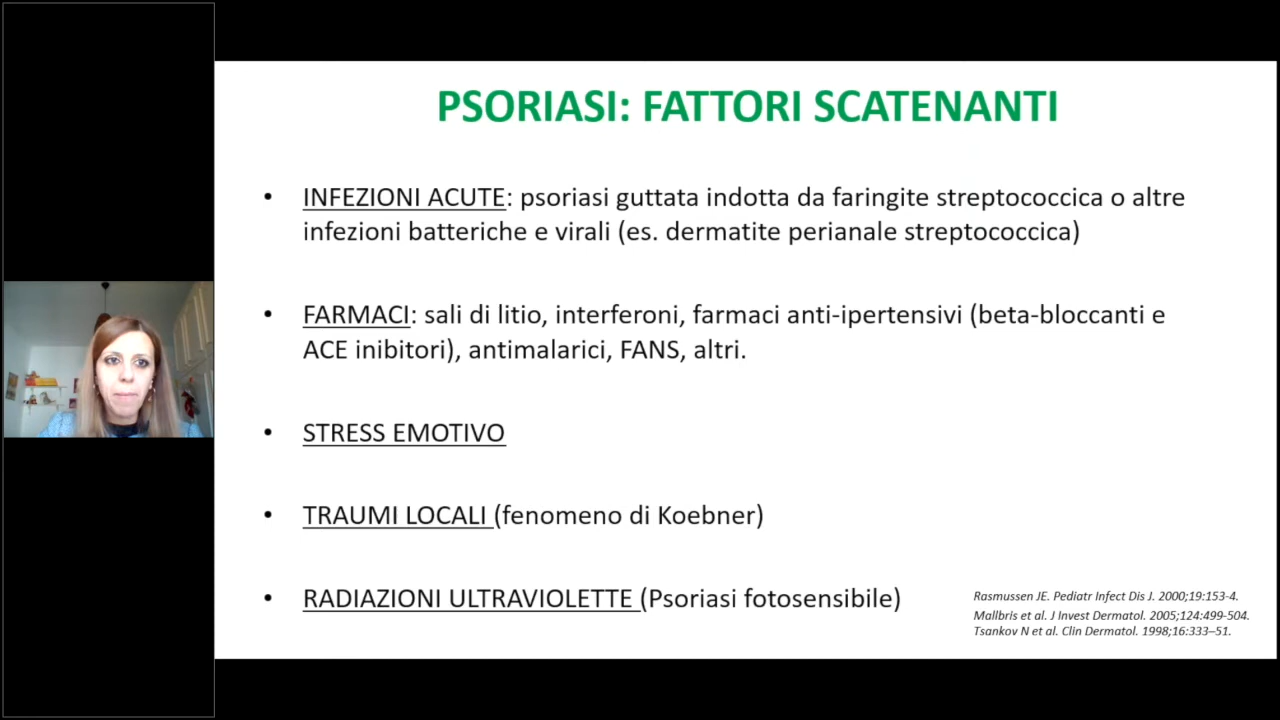 PSORIASI: FATTORI SCATENANTI
• INFEZIONI ACUTE: psoriasi guttata indotta da faringite streptococcica o altre
infezioni batteriche e virali (es. dermatite perianale streptococcica)
• FARMACI: sali di litio, interferoni, farmaci anti-ipertensivi (beta-bloccanti e
ACE inibitori), antimalarici, FANS, altri.
• STRESS EMOTIVO
• TRAUMI LOCALI (fenomeno di Koebner)
• RADIAZIONI ULTRAVIOLETTE (Psoriasi fotosensibile)
Rasmussen JE. Pediatr Infect Dis J. 2000;19:153-4.
Mallbris et al. J Invest Dermatol. 2005;124:499-504.
Tsankov N et al. Clin Dermatol. 1998;16:333–51.